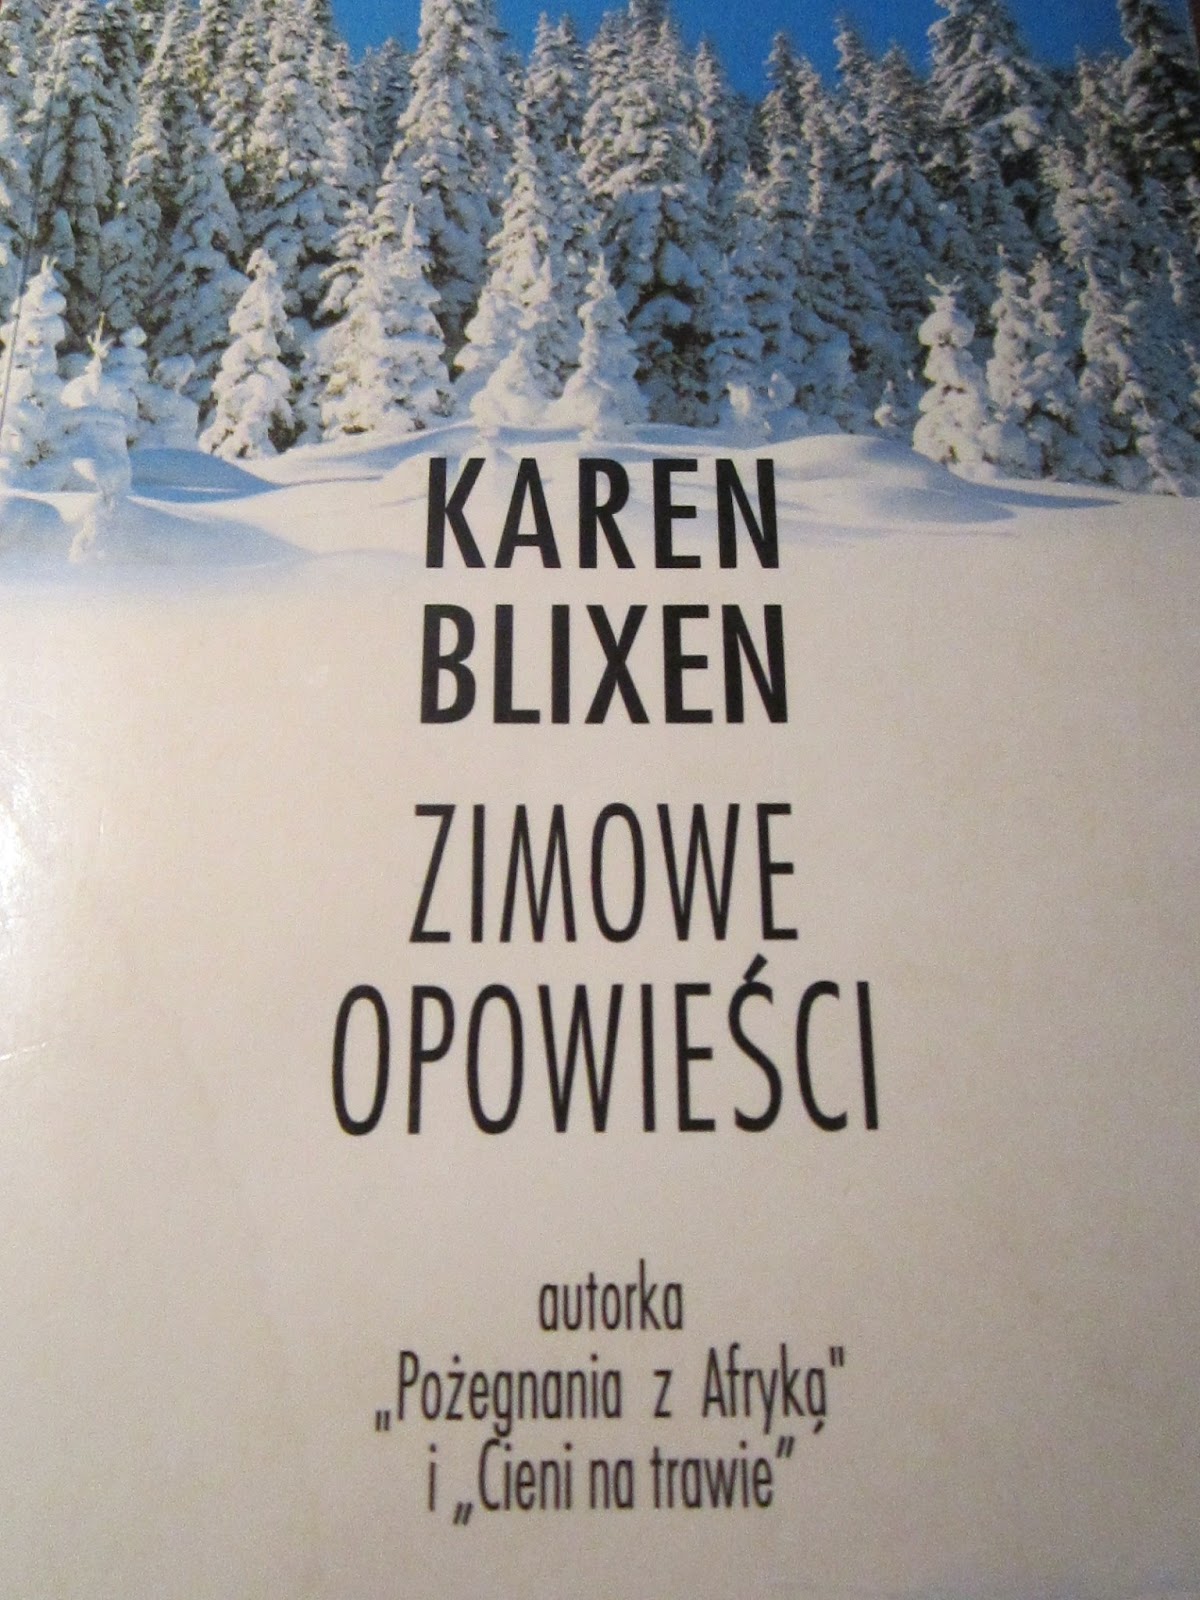 KAREN
BLIXEN
ZIMOWE
OPOWIEŚCI
autorka
„Pożegnania z Afryką"
i „Cieni na trawie”